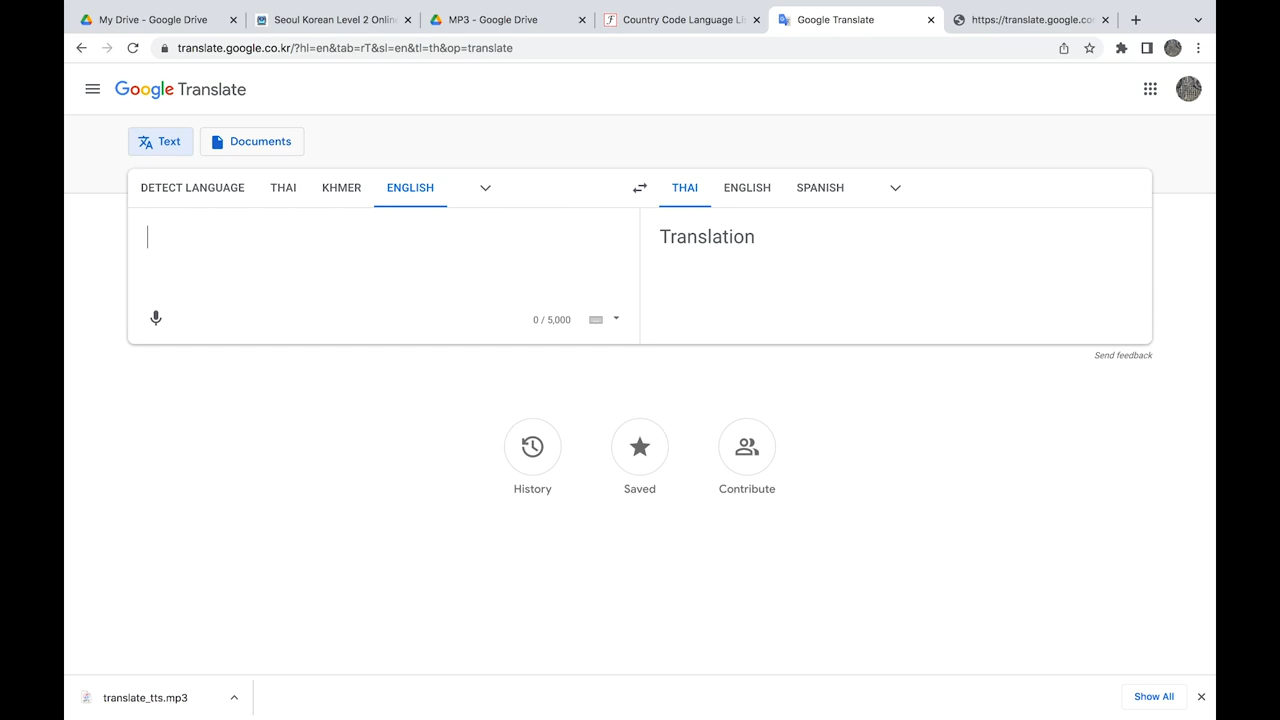 My Drive - Google Drive
Seoul Korean Level 2 Onlin
MP3 - Google Drive
Country Code Language Li
Google Translate
https://translate.google.co
translate.google.co.kr/?hl=en&tab=rT&sl=en&tl=th&op=translate
Google Translate
Text
Documents
DETECT LANGUAGE THAI KHMER ENGLISH
THAI ENGLISH SPANISH
Translation
0 / 5,000
Send feedback
History
Saved
Contribute
translate_tts.mp3
Show All